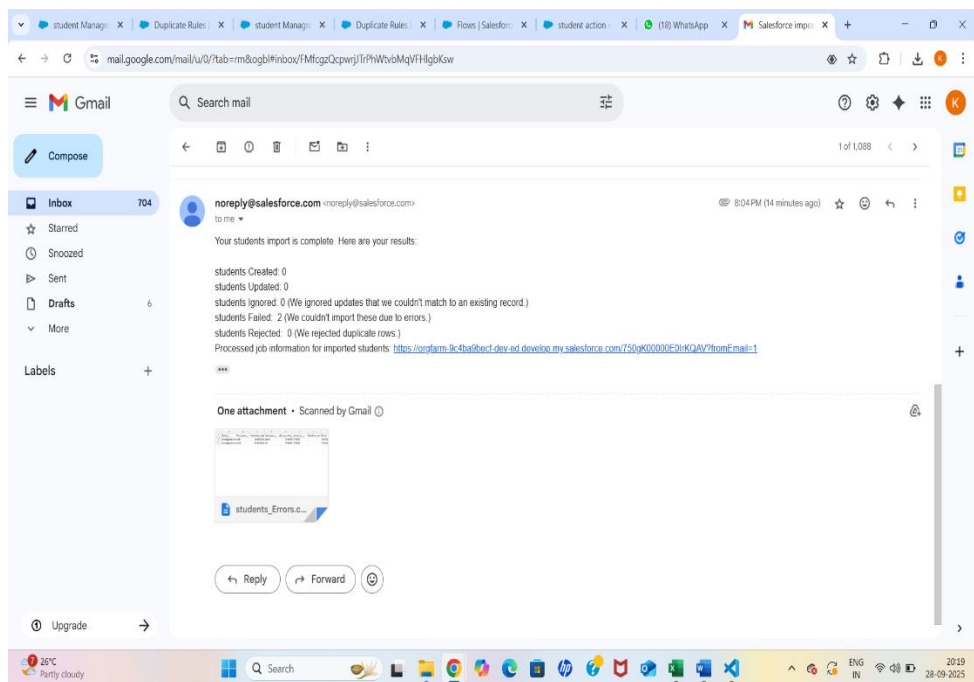 student Manage
Duplicate Rules
student Manage
Duplicate Rules
Flows | Salesforc
student action -
(18) WhatsApp
Salesforce impo
mail.google.com/mail/u/0/?tab=rm&ogbl#inbox/FMfcgzQcpwrjJTrPhWtvbMqVFHlgbKsw
Gmail
Search mail
K
Compose
1 of 1,088
Inbox 704
Starred
Snoozed
Sent
Drafts 6
More
Labels
noreply@salesforce.com <noreply@salesforce.com>
8:04 PM (14 minutes ago)
to me
Your students import is complete. Here are your results:
students Created: 0
students Updated: 0
students Ignored: 0 (We ignored updates that we couldn't match to an existing record.)
students Failed: 2 (We couldn't import these due to errors.)
students Rejected: 0 (We rejected duplicate rows.)
Processed job information for imported students: https://orgfarm-9c4ba9becf-dev-ed.develop.my.salesforce.com/750gK00000E0IrKQAV?fromEmail=1
One attachment • Scanned by Gmail
students_Errors.c...
Reply
Forward
Upgrade
26°C
Partly cloudy
Search
ENG
IN
20:19
28-09-2025